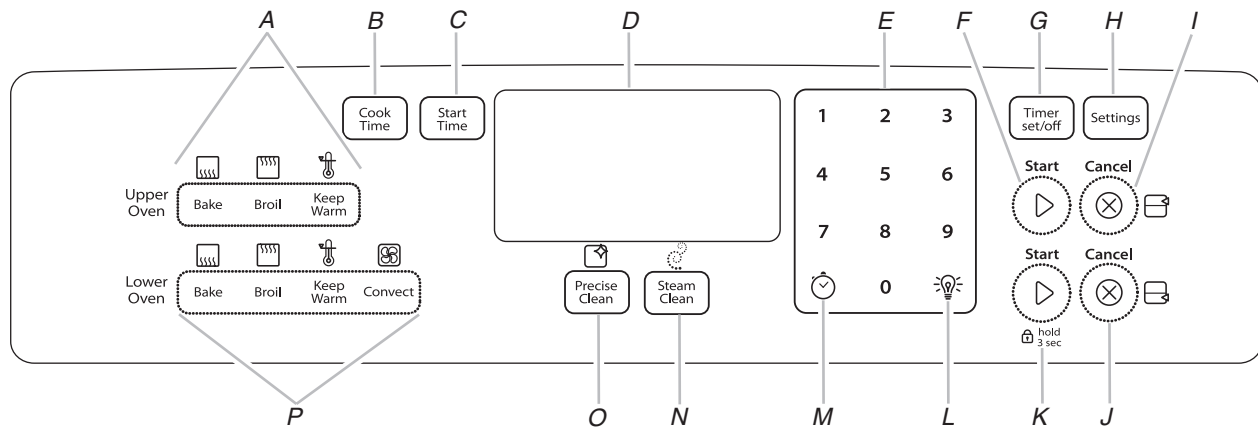 A
B
C
D
E
F
G
H
I
Cook
Time
Start
Time
1 2 3
Timer
set/off
Settings
4 5 6
Start
Cancel
Upper
Oven
Bake
Broil
Keep
Warm
7 8 9
Start
Cancel
Lower
Oven
Bake
Broil
Keep
Warm
Convect
Precise
Clean
Steam
Clean
0
hold
3 sec
P
O
N
M
L
K
J